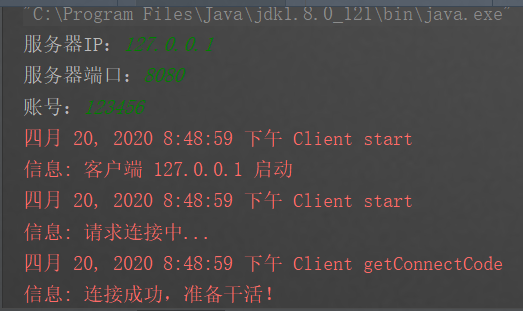 "C:\Program Files\Java\jdk1.8.0_121\bin\java.exe"
服务器IP：127.0.0.1
服务器端口：8080
账号：123456
四月 20, 2020 8:48:59 下午 Client start
信息: 客户端 127.0.0.1 启动
四月 20, 2020 8:48:59 下午 Client start
信息: 请求连接中...
四月 20, 2020 8:48:59 下午 Client getConnectCode
信息: 连接成功，准备干活！